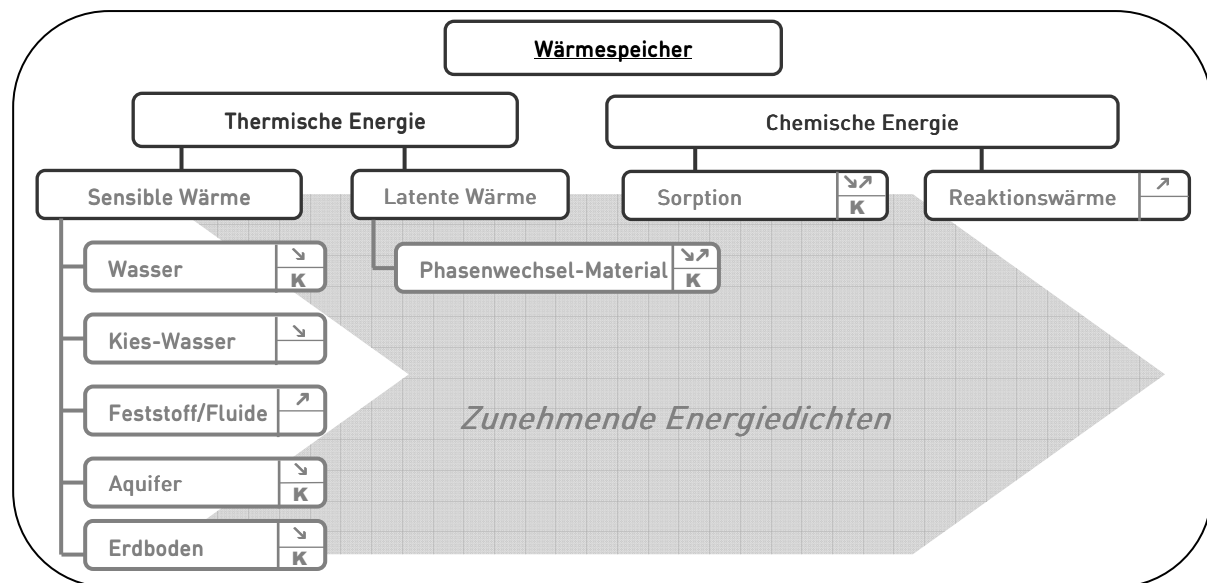 Wärmespeicher
Thermische Energie
Chemische Energie
Sensible Wärme
Latente Wärme
Sorption ↘↗ K
Reaktionswärme ↗
Wasser ↘ K
Phasenwechsel-Material ↘↗ K
Kies-Wasser ↘
Feststoff/Fluide ↗
Zunehmende Energiedichten
Aquifer ↘ K
Erdboden ↘ K